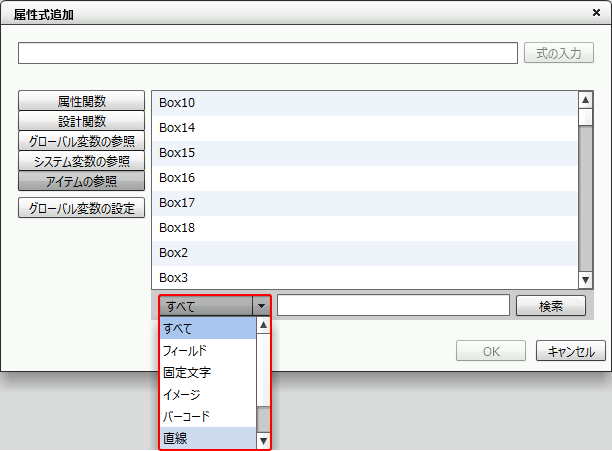 属性式追加
式の入力
属性関数
設計関数
グローバル変数の参照
システム変数の参照
アイテムの参照
グローバル変数の設定
Box10
Box14
Box15
Box16
Box17
Box18
Box2
Box3
すべて
検索
すべて
フィールド
固定文字
イメージ
バーコード
直線
OK
キャンセル